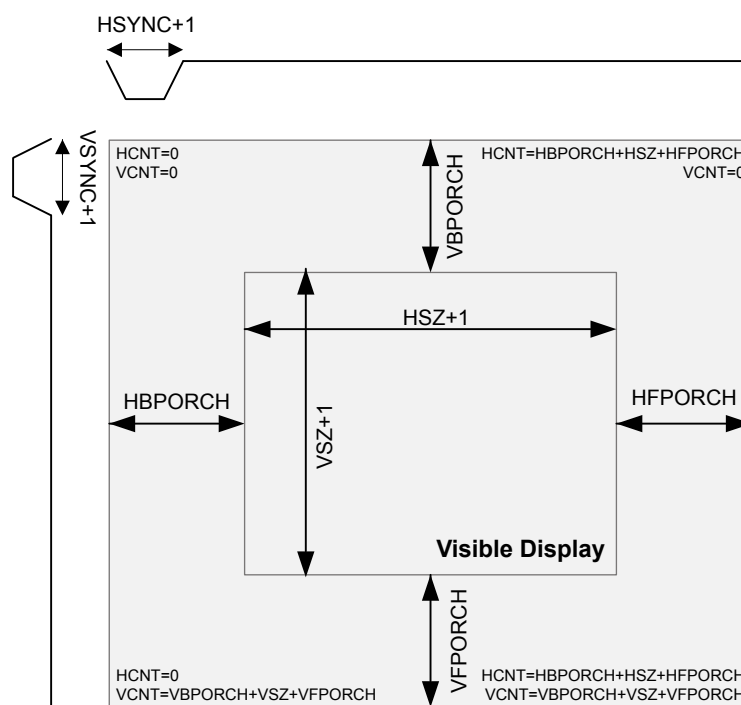 HSYNC+1
VSYNC+1
HCNT=0
VCNT=0
HCNT=HBPORCH+HSZ+HFPORCH
VCNT=0
VBPORCH
HSZ+1
HBPORCH
VSZ+1
HFPORCH
Visible Display
VFPORCH
HCNT=0
VCNT=VBPORCH+VSZ+VFPORCH
HCNT=HBPORCH+HSZ+HFPORCH
VCNT=VBPORCH+VSZ+VFPORCH